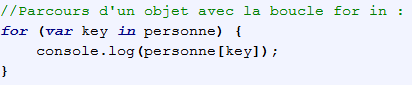 //Parcours d'un objet avec la boucle for in :
for (var key in personne) {
    console.log(personne[key]);
}